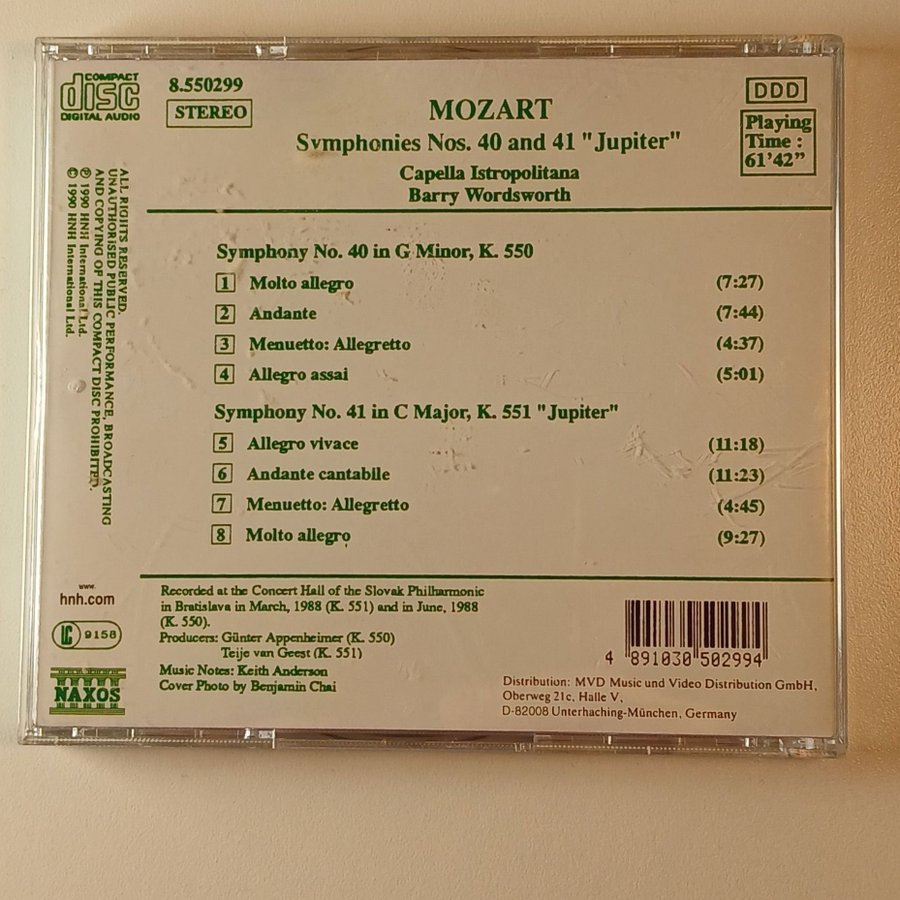 COMPACT
disc
DIGITAL AUDIO
8.550299
STEREO
MOZART
Symphonies Nos. 40 and 41 "Jupiter"
Capella Istropolitana
Barry Wordsworth
DDD
Playing
Time :
61'42”
ALL RIGHTS RESERVED.
UNAUTHORISED PUBLIC PERFORMANCE, BROADCASTING
AND COPYING OF THIS COMPACT DISC PROHIBITED.
℗ 1990 HNH International Ltd.
© 1990 HNH International Ltd.
Symphony No. 40 in G Minor, K. 550
1 Molto allegro (7:27)
2 Andante (7:44)
3 Menuetto: Allegretto (4:37)
4 Allegro assai (5:01)
Symphony No. 41 in C Major, K. 551 "Jupiter"
5 Allegro vivace (11:18)
6 Andante cantabile (11:23)
7 Menuetto: Allegretto (4:45)
8 Molto allegro (9:27)
www.
hnh.com
LC 9158
NAXOS
Recorded at the Concert Hall of the Slovak Philharmonic
in Bratislava in March, 1988 (K. 551) and in June, 1988
(K. 550).
Producers: Günter Appenheimer (K. 550)
Teije van Geest (K. 551)
Music Notes: Keith Anderson
Cover Photo by Benjamin Chai
4 891030 502994
Distribution: MVD Music und Video Distribution GmbH,
Oberweg 21c, Halle V,
D-82008 Unterhaching-München, Germany